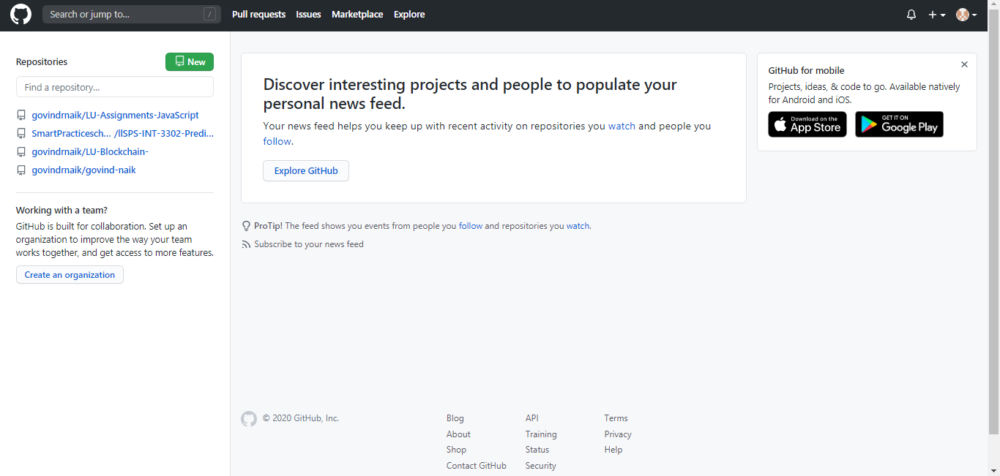 Search or jump to...
/
Pull requests
Issues
Marketplace
Explore
Repositories
New
Find a repository...
govindrnaik/LU-Assignments-JavaScript
SmartPracticesch... /llSPS-INT-3302-Predi...
govindrnaik/LU-Blockchain-
govindrnaik/govind-naik
Working with a team?
GitHub is built for collaboration. Set up an
organization to improve the way your team
works together, and get access to more features.
Create an organization
Discover interesting projects and people to populate your
personal news feed.
Your news feed helps you keep up with recent activity on repositories you watch and people you
follow.
Explore GitHub
ProTip! The feed shows you events from people you follow and repositories you watch.
Subscribe to your news feed
GitHub for mobile
Projects, ideas, & code to go. Available natively
for Android and iOS.
Download on the
App Store
GET IT ON
Google Play
© 2020 GitHub, Inc.
Blog
About
Shop
Contact GitHub
API
Training
Status
Security
Terms
Privacy
Help